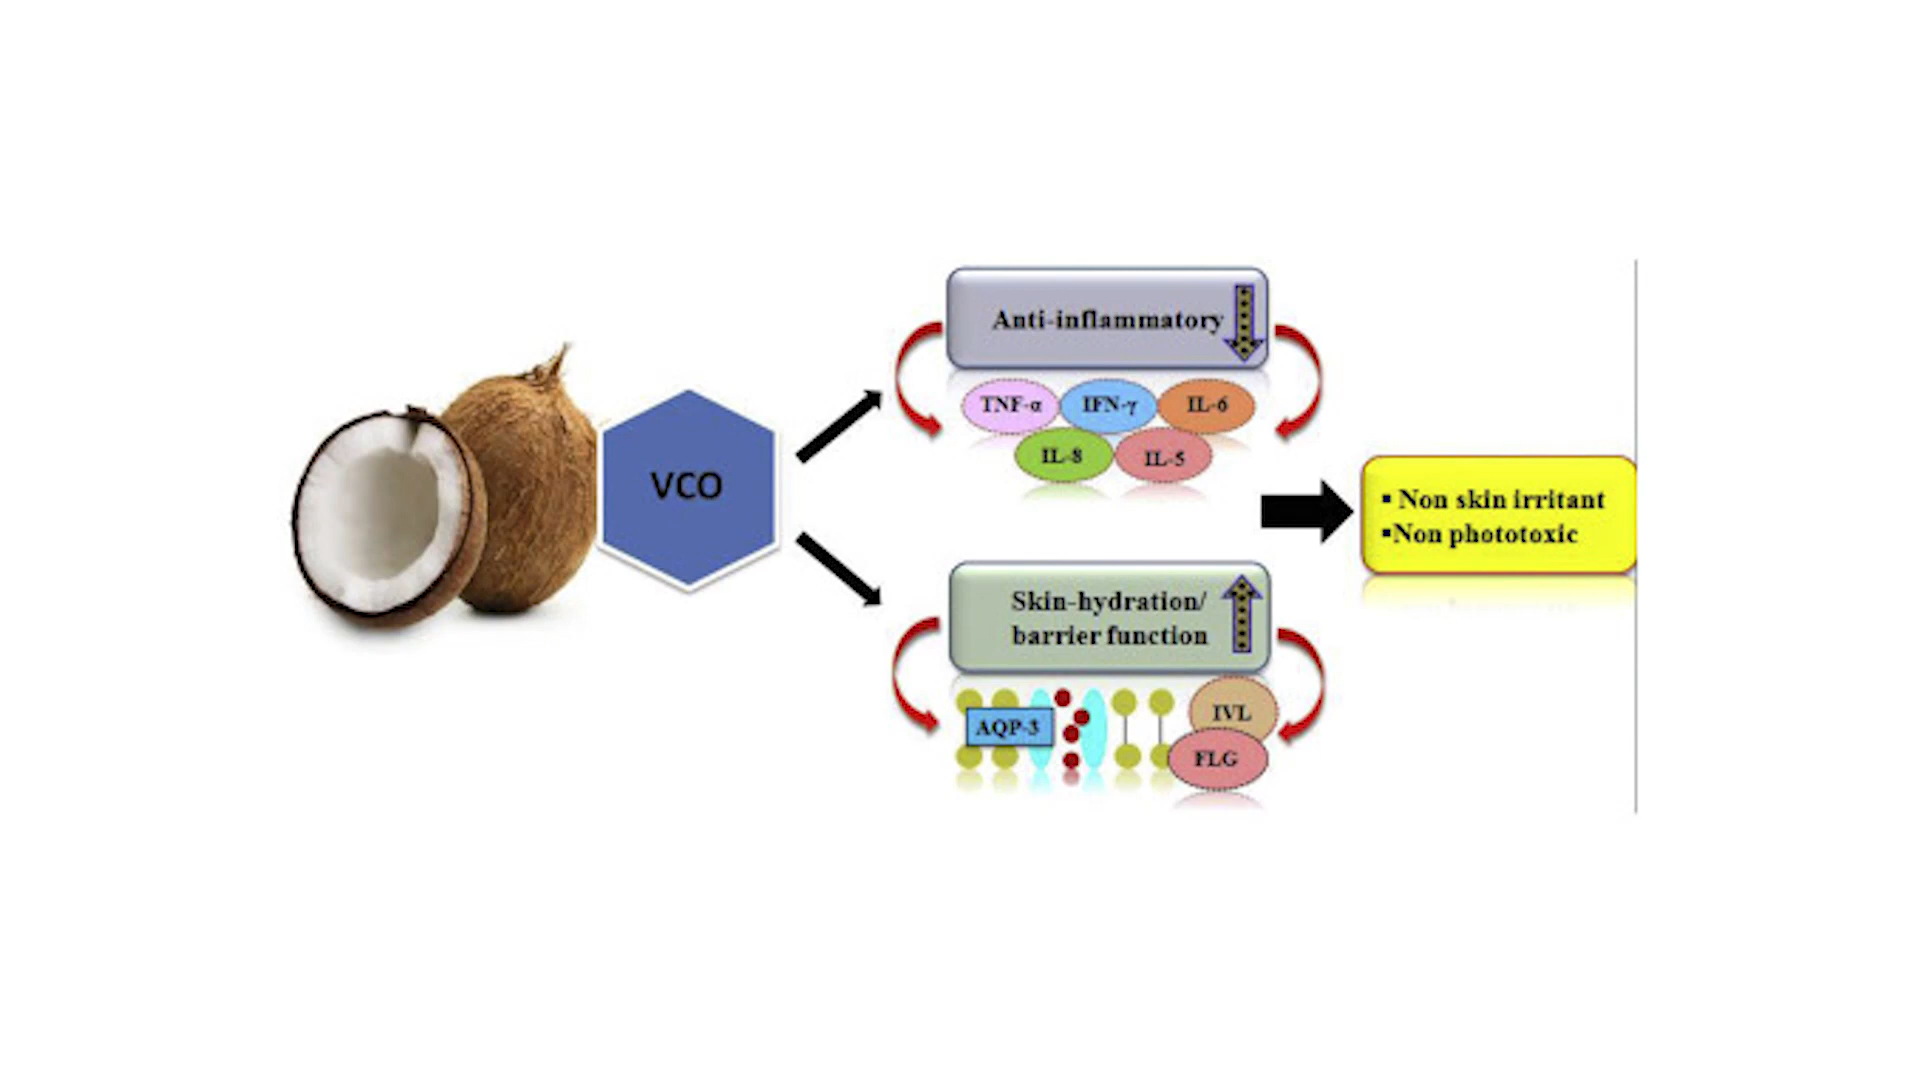 VCO
Anti-inflammatory
TNF-α
IFN-γ
IL-6
IL-8
IL-5
Skin-hydration/
barrier function
AQP-3
IVL
FLG
▪ Non skin irritant
▪Non phototoxic